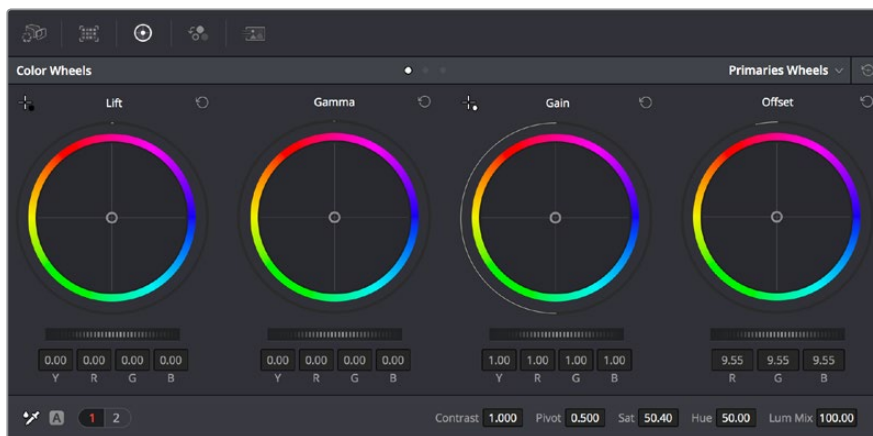 Color Wheels Primaries Wheels
Lift Gamma Gain Offset
0.00 0.00 0.00 0.00 0.00 0.00 0.00 0.00 1.00 1.00 1.00 1.00 9.55 9.55 9.55
Y R G B Y R G B Y R G B R G B
A 1 2 Contrast 1.000 Pivot 0.500 Sat 50.40 Hue 50.00 Lum Mix 100.00